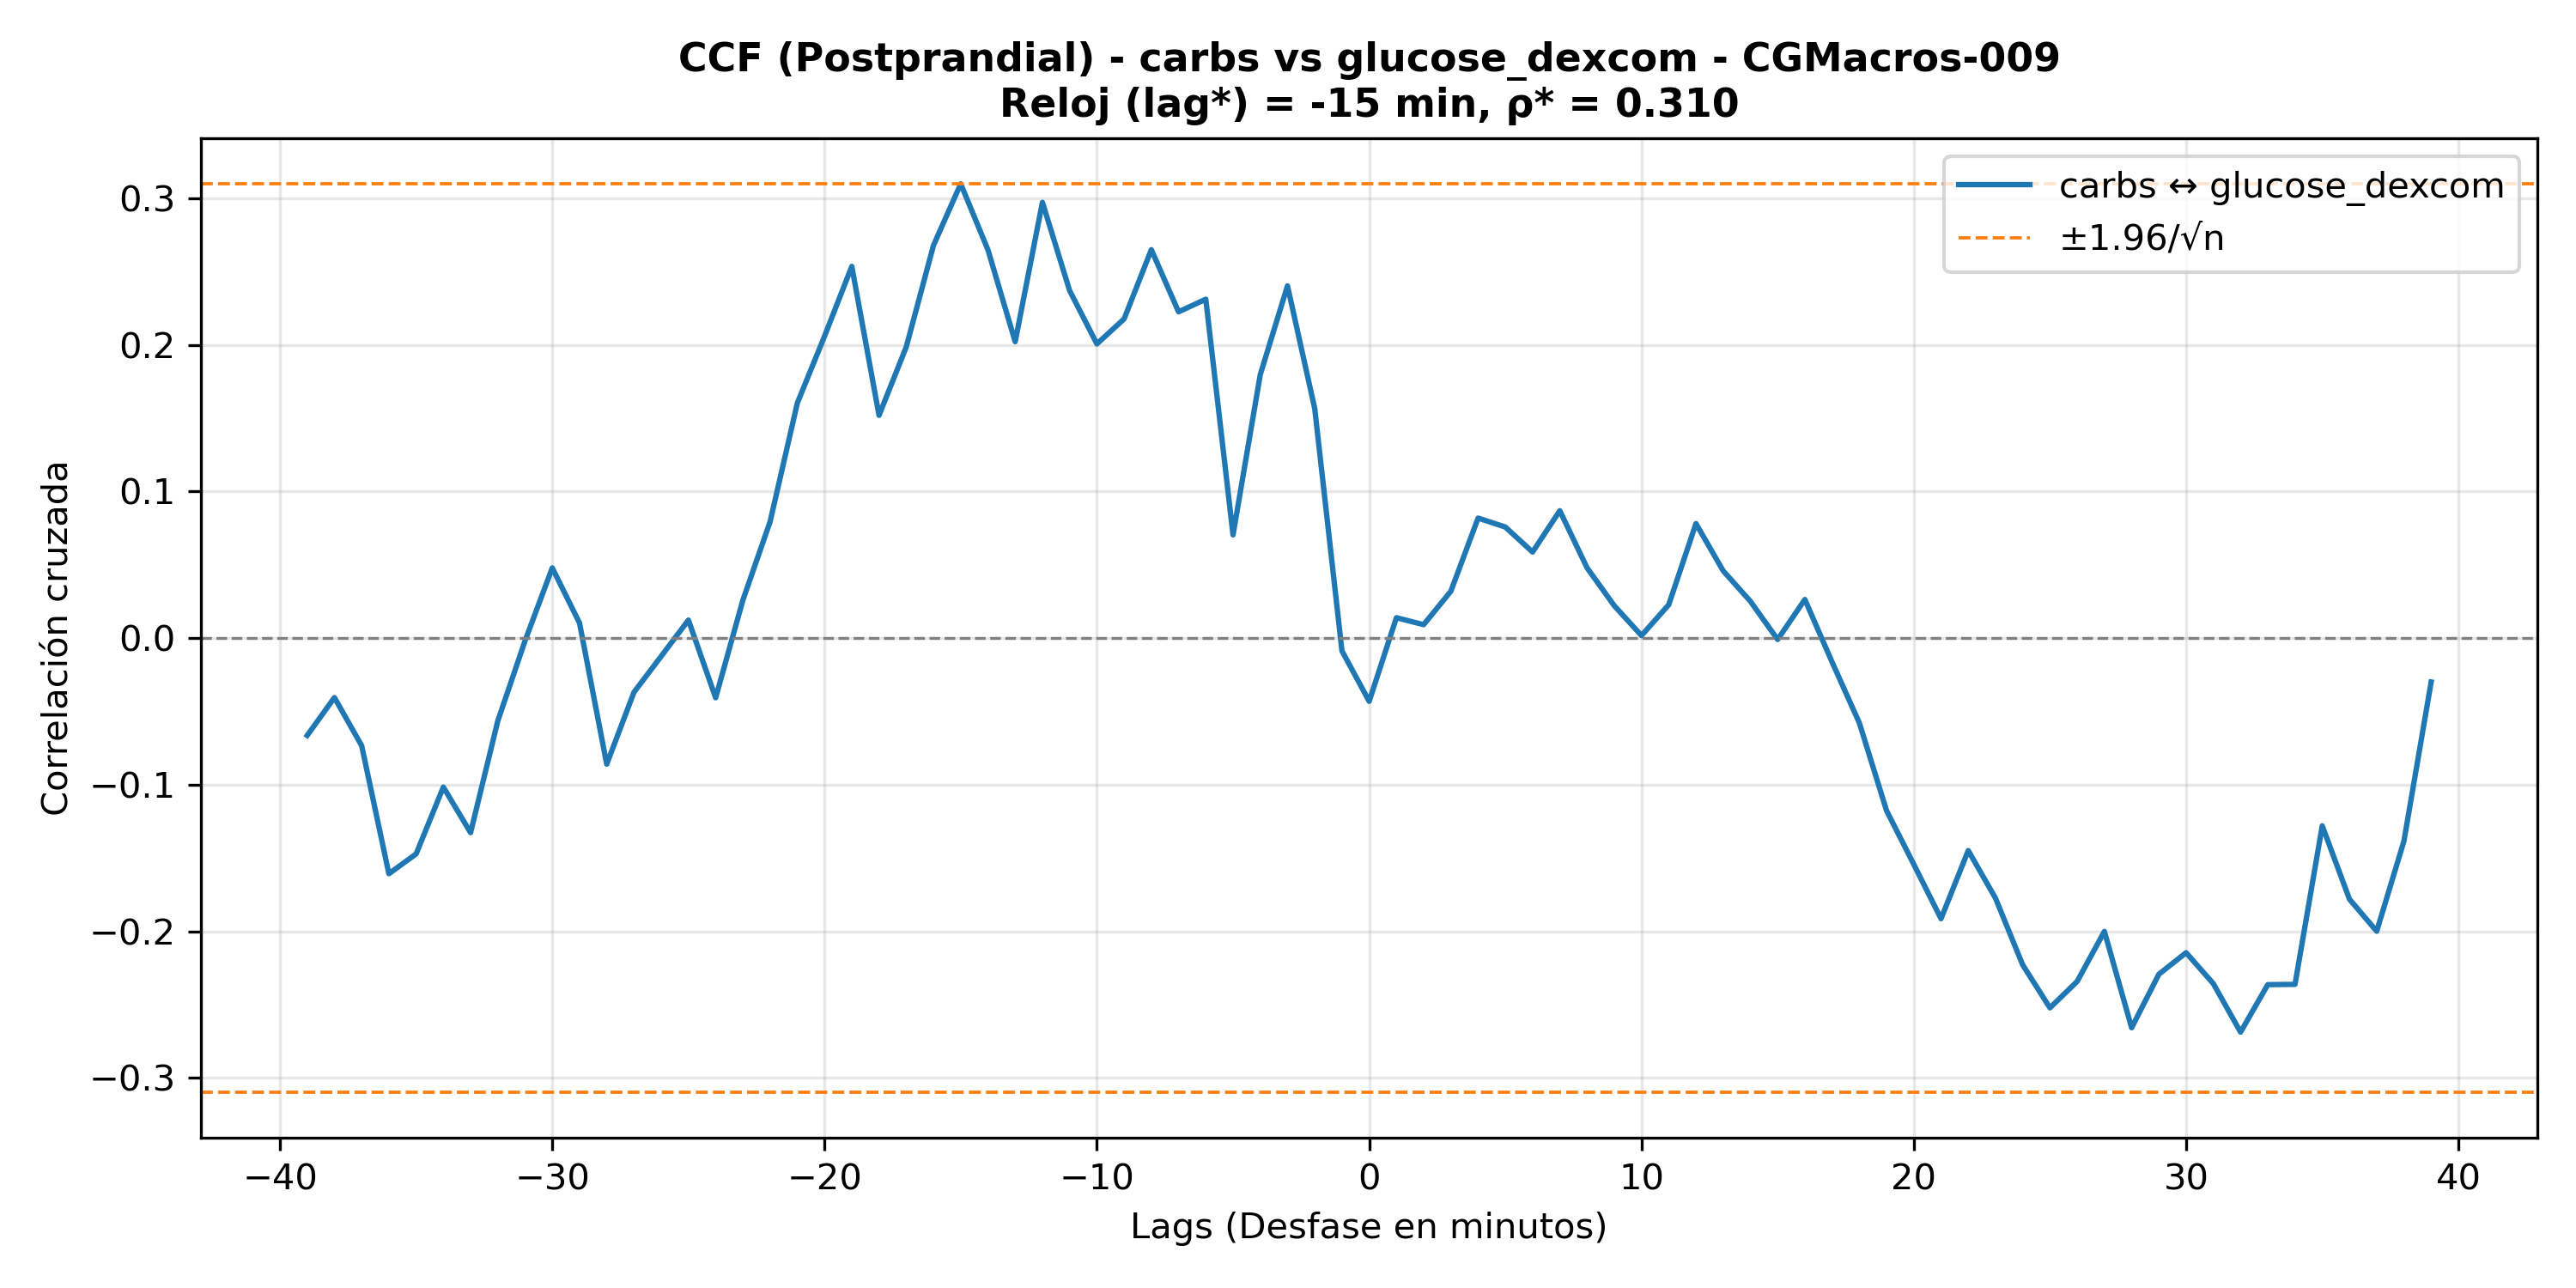 CCF (Postprandial) - carbs vs glucose_dexcom - CGMacros-009
Reloj (lag*) = -15 min, ρ* = 0.310
carbs ↔ glucose_dexcom
±1.96/√n
Correlación cruzada
0.3
0.2
0.1
0.0
−0.1
−0.2
−0.3
−40 −30 −20 −10 0 10 20 30 40
Lags (Desfase en minutos)